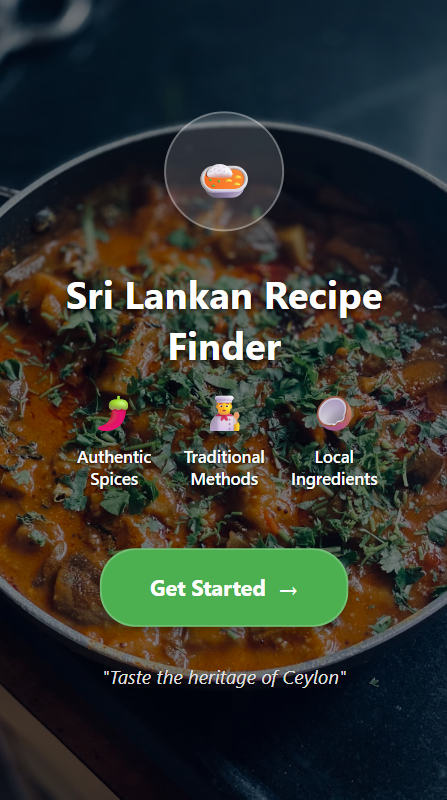 Sri Lankan Recipe
Finder
Authentic
Spices
Traditional
Methods
Local
Ingredients
Get Started →
"Taste the heritage of Ceylon"